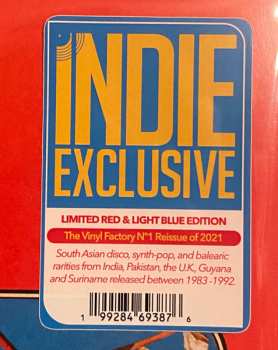 INDIE
EXCLUSIVE
LIMITED RED & LIGHT BLUE EDITION
The Vinyl Factory N°1 Reissue of 2021
South Asian disco, synth-pop, and balearic
rarities from India, Pakistan, the U.K., Guyana
and Suriname released between 1983 -1992.
1 99284 69387 6